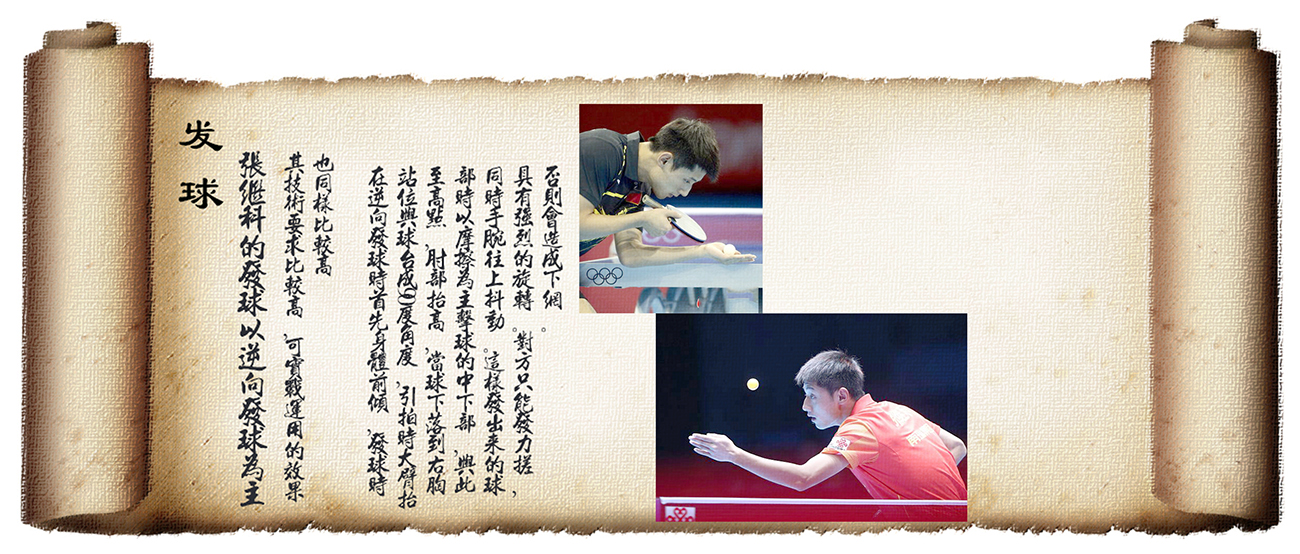 发球
張继科的發球以逆向發球為主
其技術要求比較高,可實戰運用的效果
也同樣比較高
在逆向發球時首先身體前傾,發球時
站位與球台成90度角度,引拍時大臂抬
至高點,肘部抬高,當球下落到右胸
部時以摩擦為主擊球的中下部,與此
同時手腕往上抖動。這樣發出来的球
具有强烈的旋轉。對方只能發力搓,
否則會造成下網。